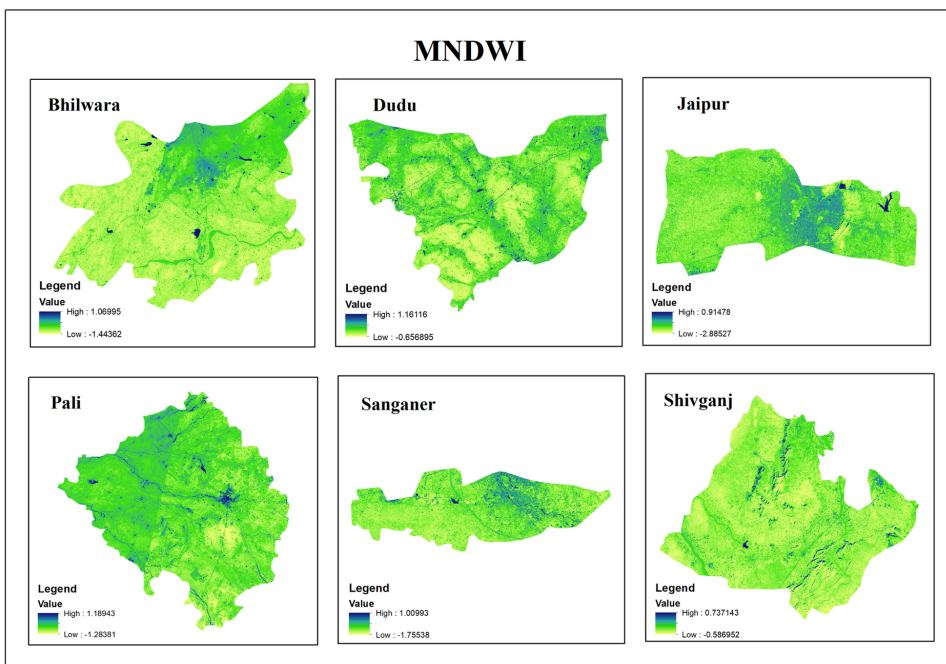 MNDWI
Bhilwara
Legend
Value
High : 1.06995
Low : -1.44362
Dudu
Legend
Value
High : 1.16116
Low : -0.656895
Jaipur
Legend
Value
High : 0.91478
Low : -2.88527
Pali
Legend
Value
High : 1.18943
Low : -1.28381
Sanganer
Legend
Value
High : 1.00993
Low : -1.75538
Shivganj
Legend
Value
High : 0.737143
Low : -0.586952